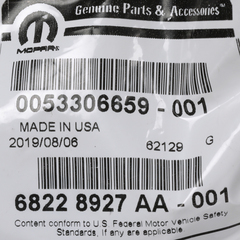 Genuine Parts & Accessories™
MOPAR®
0053306659 - 001
MADE IN USA
2019/08/06 62129 G
6822 8927 AA - 001
Content conform to U.S. Federal Motor Vehicle Safety
Standards, if any are applicable